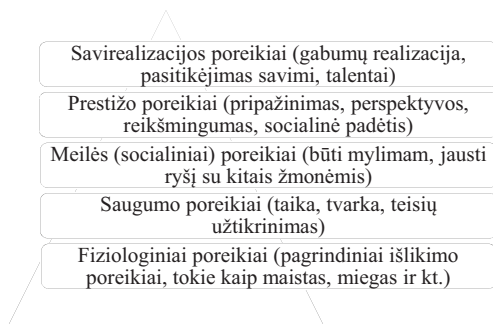 Savirealizacijos poreikiai (gabumų realizacija,
pasitikėjimas savimi, talentai)
Prestižo poreikiai (pripažinimas, perspektyvos,
reikšmingumas, socialinė padėtis)
Meilės (socialiniai) poreikiai (būti mylimam, jausti
ryšį su kitais žmonėmis)
Saugumo poreikiai (taika, tvarka, teisių
užtikrinimas)
Fiziologiniai poreikiai (pagrindiniai išlikimo
poreikiai, tokie kaip maistas, miegas ir kt.)